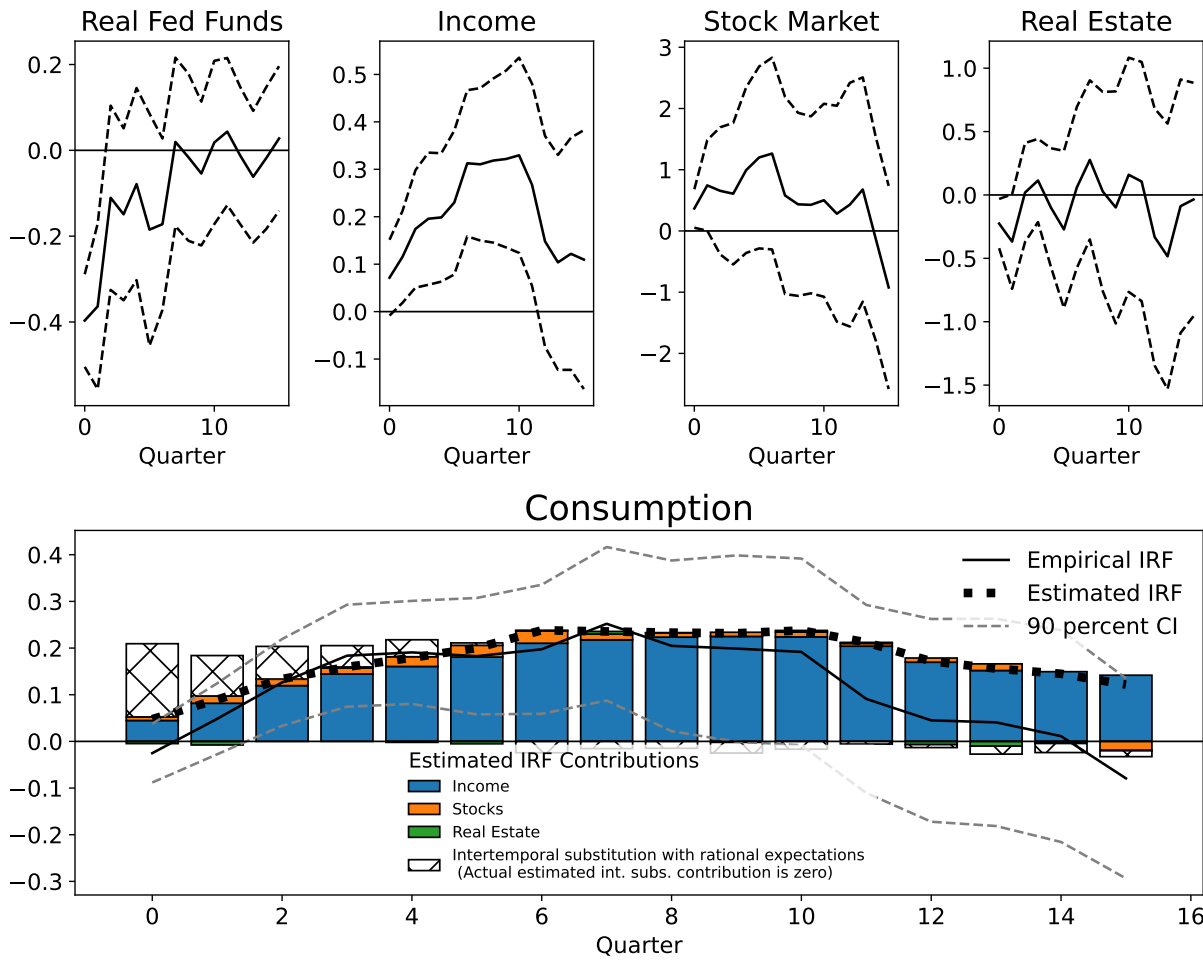 Real Fed Funds
Income
Stock Market
Real Estate
0.2
0.0
−0.2
−0.4
0
10
Quarter
0.5
0.4
0.3
0.2
0.1
0.0
−0.1
0
10
Quarter
3
2
1
0
−1
−2
0
10
Quarter
1.0
0.5
0.0
−0.5
−1.0
−1.5
0
10
Quarter
Consumption
0.4
0.3
0.2
0.1
0.0
−0.1
−0.2
−0.3
Empirical IRF
Estimated IRF
90 percent CI
Estimated IRF Contributions
Income
Stocks
Real Estate
Intertemporal substitution with rational expectations
(Actual estimated int. subs. contribution is zero)
0 2 4 6 8 10 12 14 16
Quarter